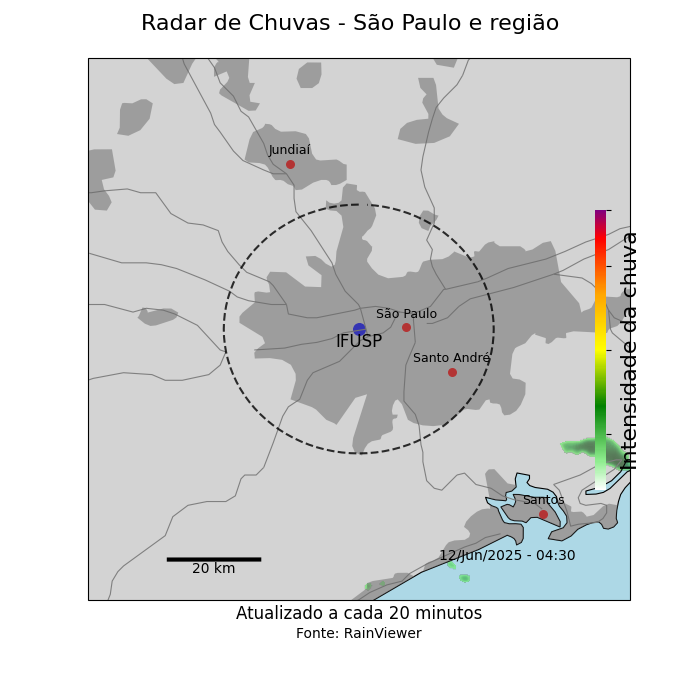 Radar de Chuvas - São Paulo e região
Jundiaí
São Paulo
IFUSP
Santo André
Intensidade da chuva
Santos
12/Jun/2025 - 04:30
20 km
Atualizado a cada 20 minutos
Fonte: RainViewer